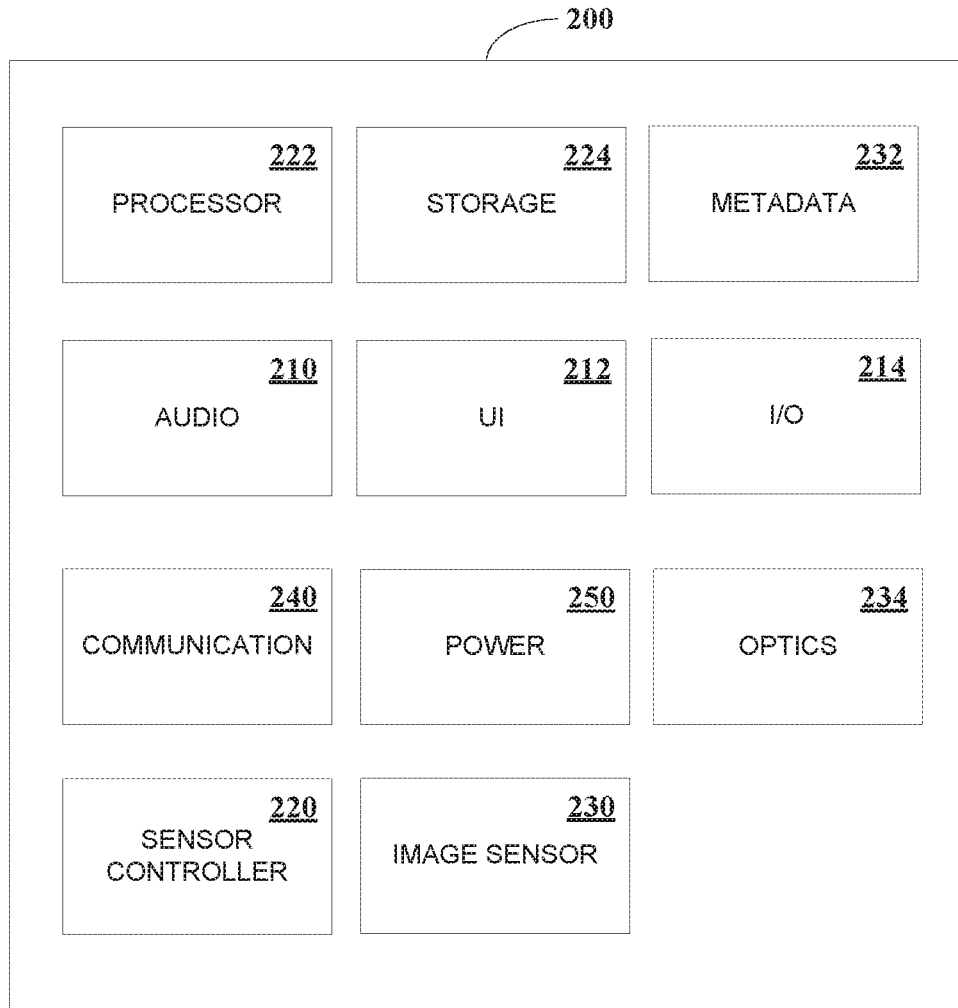 200
222
PROCESSOR
224
STORAGE
232
METADATA
210
AUDIO
212
UI
214
I/O
240
COMMUNICATION
250
POWER
234
OPTICS
220
SENSOR
CONTROLLER
230
IMAGE SENSOR